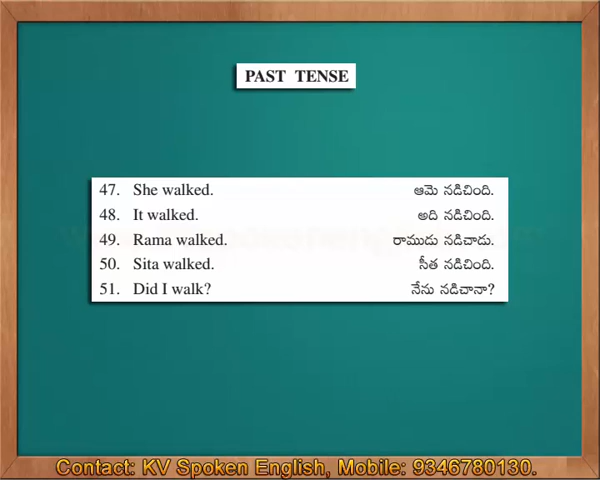 PAST TENSE
47. She walked. ఆమె నడిచింది.
48. It walked. అది నడిచింది.
49. Rama walked. రాముడు నడిచాడు.
50. Sita walked. సీత నడిచింది.
51. Did I walk? నేను నడిచానా?
Contact: KV Spoken English, Mobile: 9346780130.